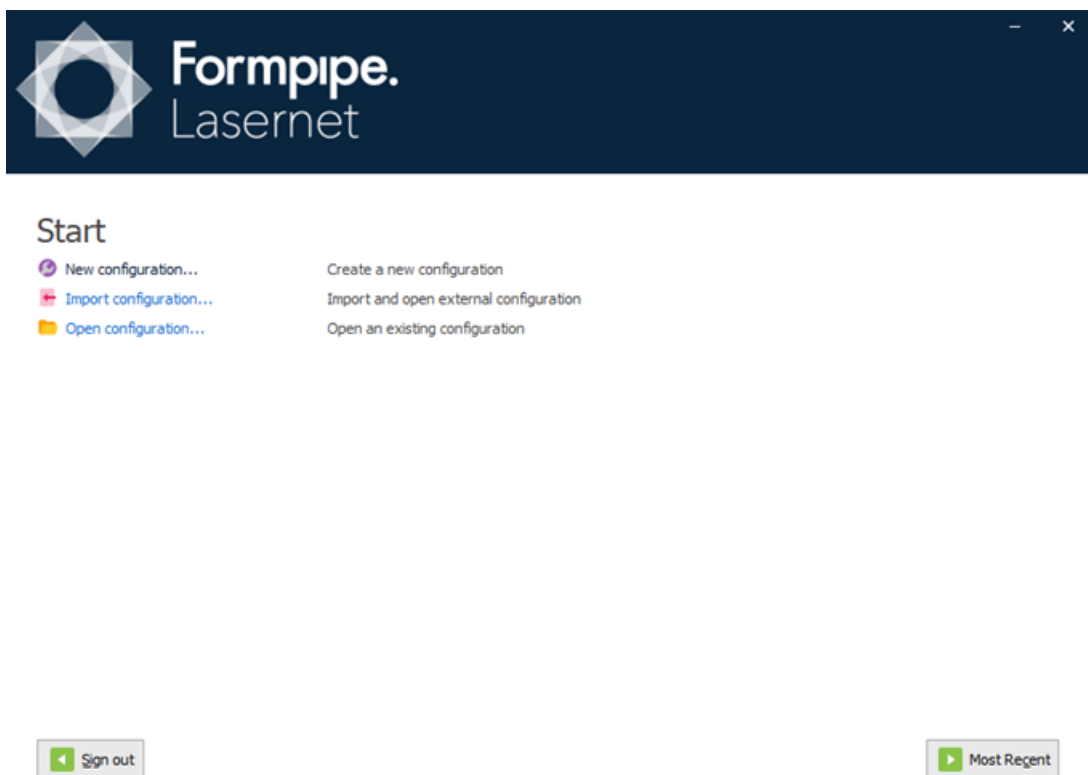 Formpipe.
Lasernet
Start
New configuration... Create a new configuration
Import configuration... Import and open external configuration
Open configuration... Open an existing configuration
Sign out Most Recent